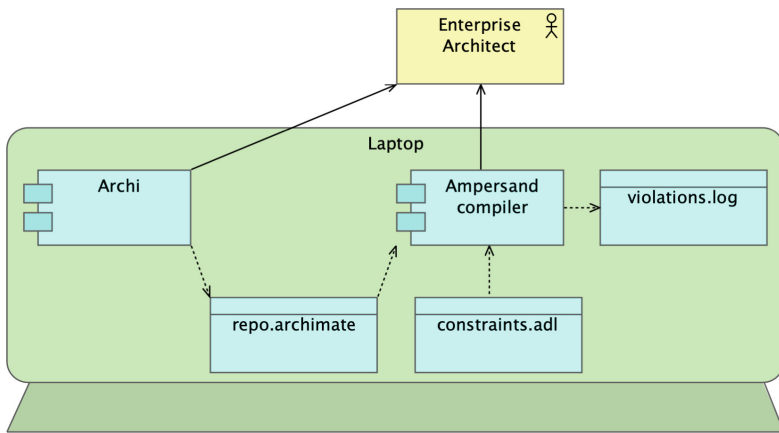 Enterprise
Architect
Laptop
Archi
Ampersand
compiler
violations.log
repo.archimate
constraints.adl